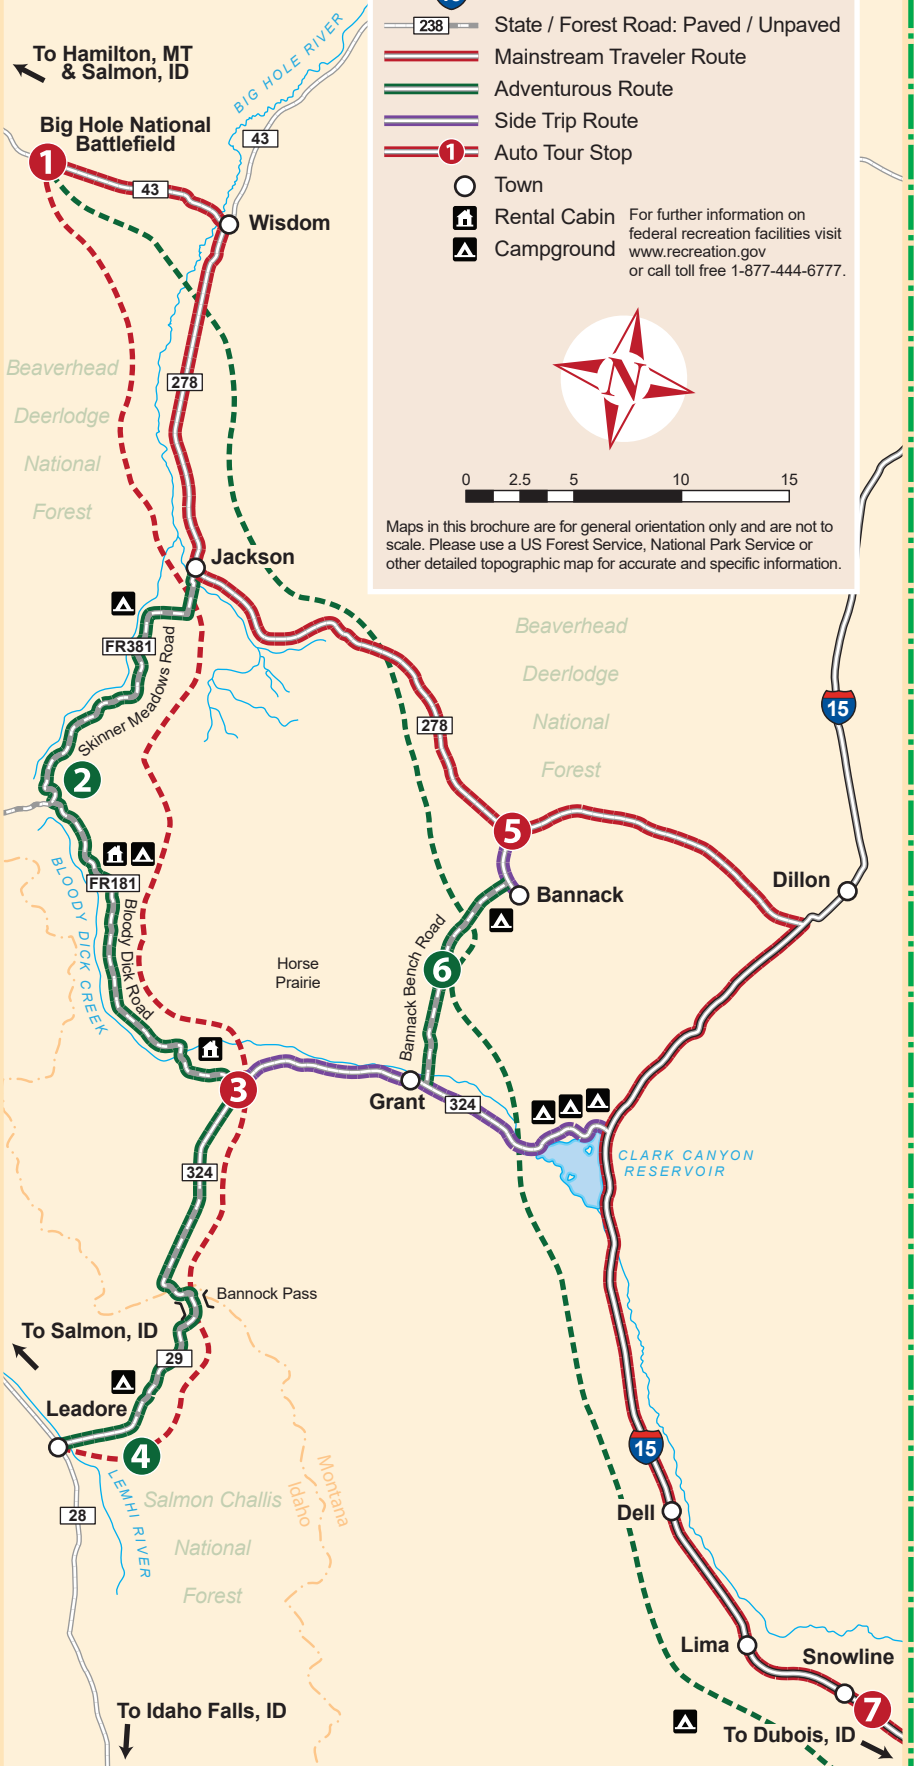 238
State / Forest Road: Paved / Unpaved
Mainstream Traveler Route
Adventurous Route
Side Trip Route
1
Auto Tour Stop
Town
Rental Cabin
Campground
For further information on
federal recreation facilities visit
www.recreation.gov
or call toll free 1-877-444-6777.
N
0 2.5 5 10 15
Maps in this brochure are for general orientation only and are not to
scale. Please use a US Forest Service, National Park Service or
other detailed topographic map for accurate and specific information.
To Hamilton, MT
& Salmon, ID
BIG HOLE RIVER
43
Big Hole National
Battlefield
1
43
Wisdom
278
Beaverhead
Deerlodge
National
Forest
Jackson
FR381
Skinner Meadows Road
2
Beaverhead
Deerlodge
National
Forest
15
278
5
Bannack
Dillon
FR181
BLOODY DICK CREEK
Bloody Dick Road
Bannack Bench Road
6
Horse
Prairie
3
Grant
324
CLARK CANYON
RESERVOIR
324
Bannock Pass
To Salmon, ID
29
Leadore
4
28
LEMHI RIVER
Salmon Challis
National
Forest
Montana
Idaho
15
Dell
Lima
Snowline
7
To Idaho Falls, ID
To Dubois, ID